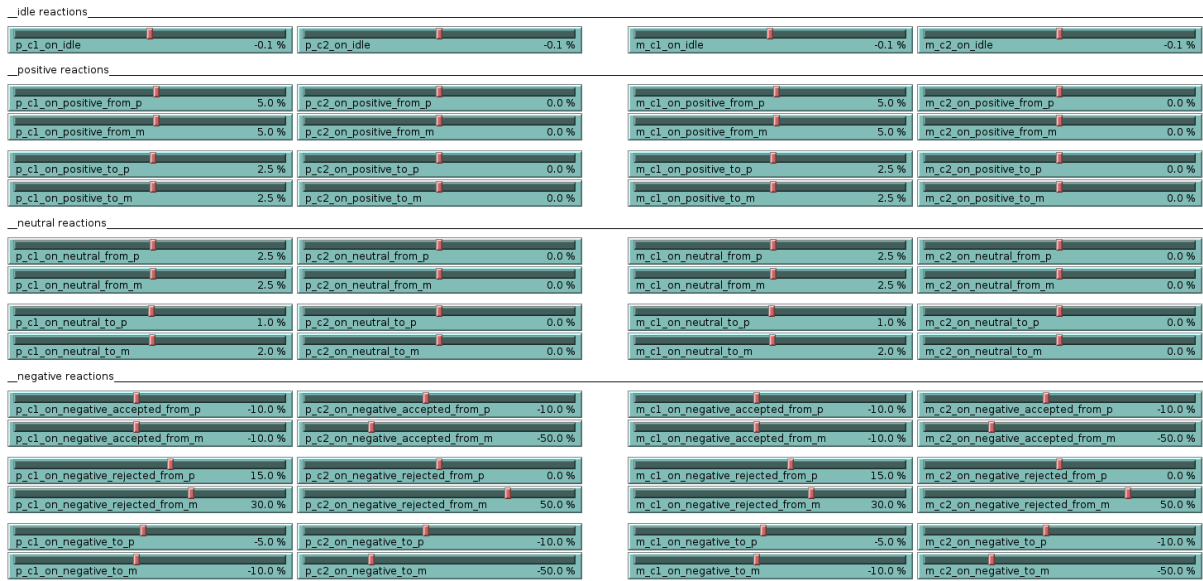 __idle reactions__
p_c1_on_idle -0.1 % p_c2_on_idle -0.1 % m_c1_on_idle -0.1 % m_c2_on_idle -0.1 %
__positive reactions__
p_c1_on_positive_from_p 5.0 % p_c2_on_positive_from_p 0.0 % m_c1_on_positive_from_p 5.0 % m_c2_on_positive_from_p 0.0 %
p_c1_on_positive_from_m 5.0 % p_c2_on_positive_from_m 0.0 % m_c1_on_positive_from_m 5.0 % m_c2_on_positive_from_m 0.0 %
p_c1_on_positive_to_p 2.5 % p_c2_on_positive_to_p 0.0 % m_c1_on_positive_to_p 2.5 % m_c2_on_positive_to_p 0.0 %
p_c1_on_positive_to_m 2.5 % p_c2_on_positive_to_m 0.0 % m_c1_on_positive_to_m 2.5 % m_c2_on_positive_to_m 0.0 %
__neutral reactions__
p_c1_on_neutral_from_p 2.5 % p_c2_on_neutral_from_p 0.0 % m_c1_on_neutral_from_p 2.5 % m_c2_on_neutral_from_p 0.0 %
p_c1_on_neutral_from_m 2.5 % p_c2_on_neutral_from_m 0.0 % m_c1_on_neutral_from_m 2.5 % m_c2_on_neutral_from_m 0.0 %
p_c1_on_neutral_to_p 1.0 % p_c2_on_neutral_to_p 0.0 % m_c1_on_neutral_to_p 1.0 % m_c2_on_neutral_to_p 0.0 %
p_c1_on_neutral_to_m 2.0 % p_c2_on_neutral_to_m 0.0 % m_c1_on_neutral_to_m 2.0 % m_c2_on_neutral_to_m 0.0 %
__negative reactions__
p_c1_on_negative_accepted_from_p -10.0 % p_c2_on_negative_accepted_from_p -10.0 % m_c1_on_negative_accepted_from_p -10.0 % m_c2_on_negative_accepted_from_p -10.0 %
p_c1_on_negative_accepted_from_m -10.0 % p_c2_on_negative_accepted_from_m -50.0 % m_c1_on_negative_accepted_from_m -10.0 % m_c2_on_negative_accepted_from_m -50.0 %
p_c1_on_negative_rejected_from_p 15.0 % p_c2_on_negative_rejected_from_p 0.0 % m_c1_on_negative_rejected_from_p 15.0 % m_c2_on_negative_rejected_from_p 0.0 %
p_c1_on_negative_rejected_from_m 30.0 % p_c2_on_negative_rejected_from_m 50.0 % m_c1_on_negative_rejected_from_m 30.0 % m_c2_on_negative_rejected_from_m 50.0 %
p_c1_on_negative_to_p -5.0 % p_c2_on_negative_to_p -10.0 % m_c1_on_negative_to_p -5.0 % m_c2_on_negative_to_p -10.0 %
p_c1_on_negative_to_m -10.0 % p_c2_on_negative_to_m -50.0 % m_c1_on_negative_to_m -10.0 % m_c2_on_negative_to_m -50.0 %